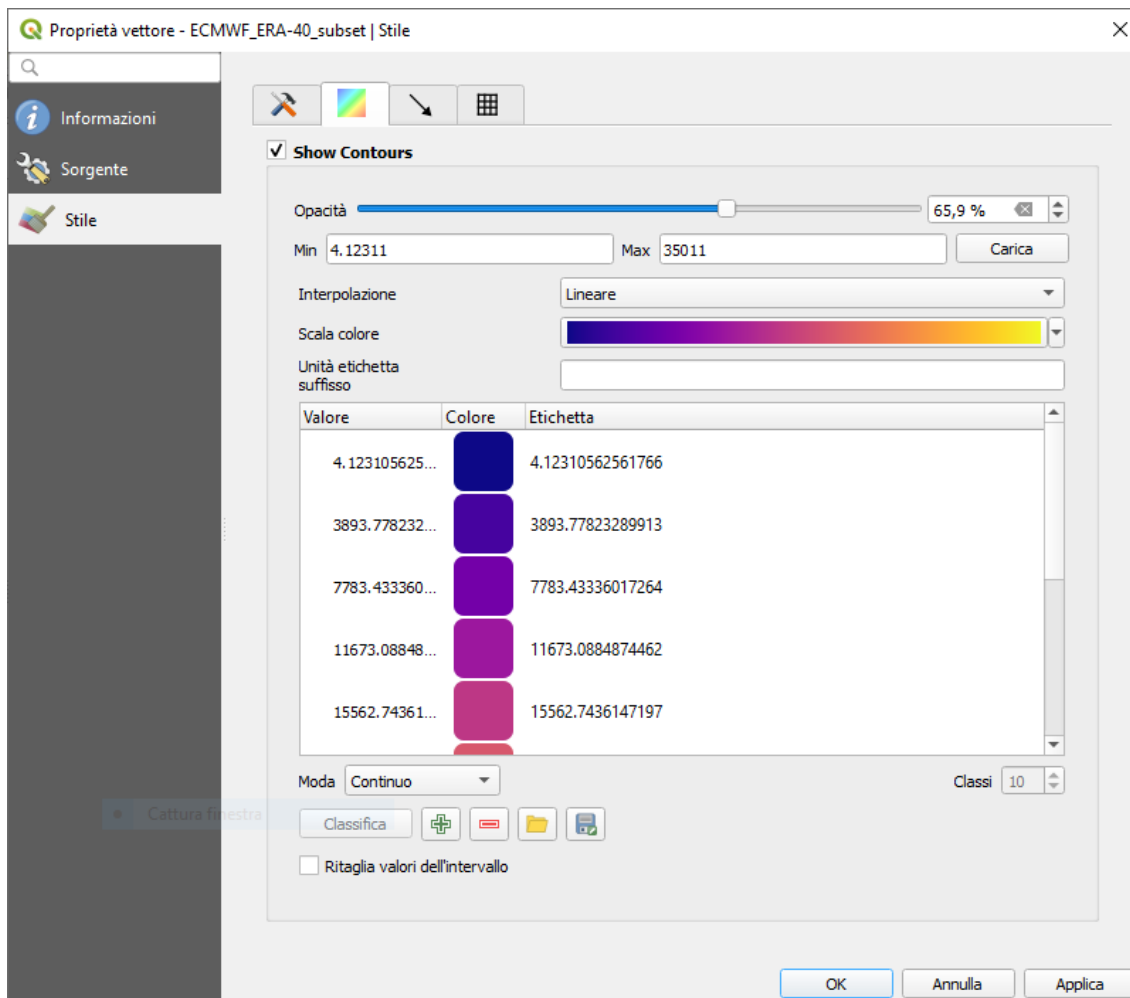 Proprietà vettore - ECMWF_ERA-40_subset | Stile
Informazioni
Sorgente
Stile
Show Contours
Opacità 65,9 %
Min 4.12311 Max 35011 Carica
Interpolazione Lineare
Scala colore
Unità etichetta
suffisso
Valore Colore Etichetta
4.123105625... 4.12310562561766
3893.778232... 3893.77823289913
7783.433360... 7783.43336017264
11673.08848... 11673.0884874462
15562.74361... 15562.7436147197
Moda Continuo Classi 10
Cattura finestra
Classifica
Ritaglia valori dell'intervallo
OK Annulla Applica